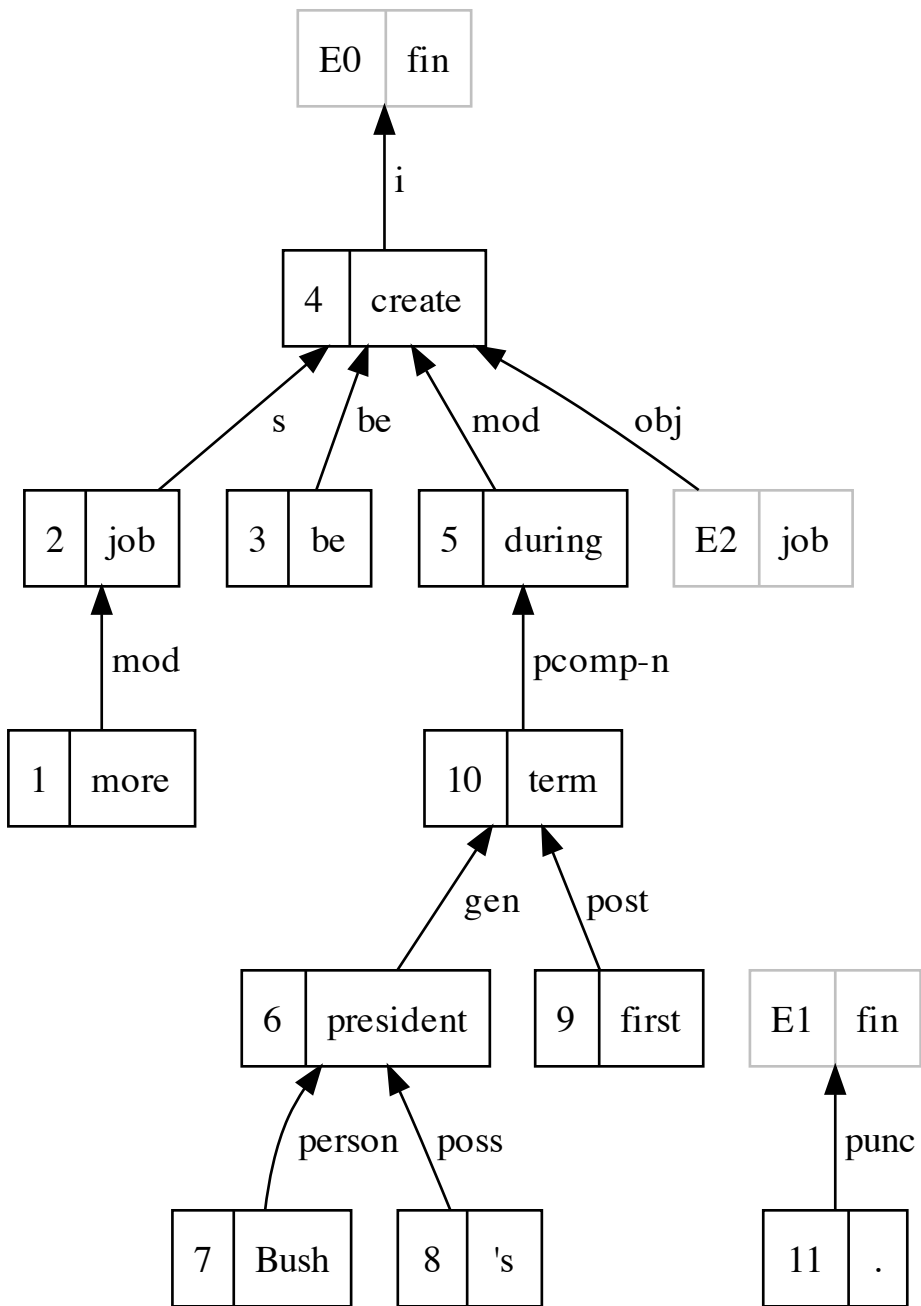 E0 fin
i
4 create
s be mod obj
2 job 3 be 5 during E2 job
mod pcomp-n
1 more 10 term
gen post
6 president 9 first E1 fin
person poss punc
7 Bush 8 's 11 .